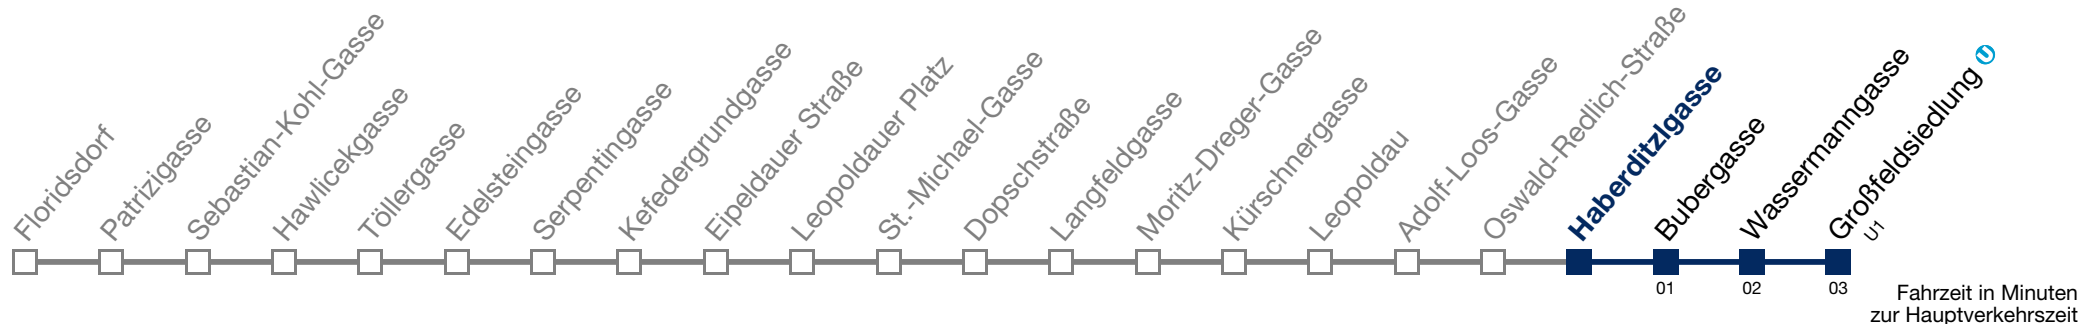 Floridsdorf
Patrizigasse
Sebastian-Kohl-Gasse
Hawlicekgasse
Töllergasse
Edelsteingasse
Serpentingasse
Kefedergrundgasse
Eipeldauer Straße
Leopoldauer Platz
St.-Michael-Gasse
Dopschstraße
Langfeldgasse
Moritz-Dreger-Gasse
Kürschnergasse
Leopoldau
Adolf-Loos-Gasse
Oswald-Redlich-Straße
Haberditzlgasse
Bubergasse
Wassermanngasse
Großfeldsiedlung U
U1
01
02
03
Fahrzeit in Minuten
zur Hauptverkehrszeit